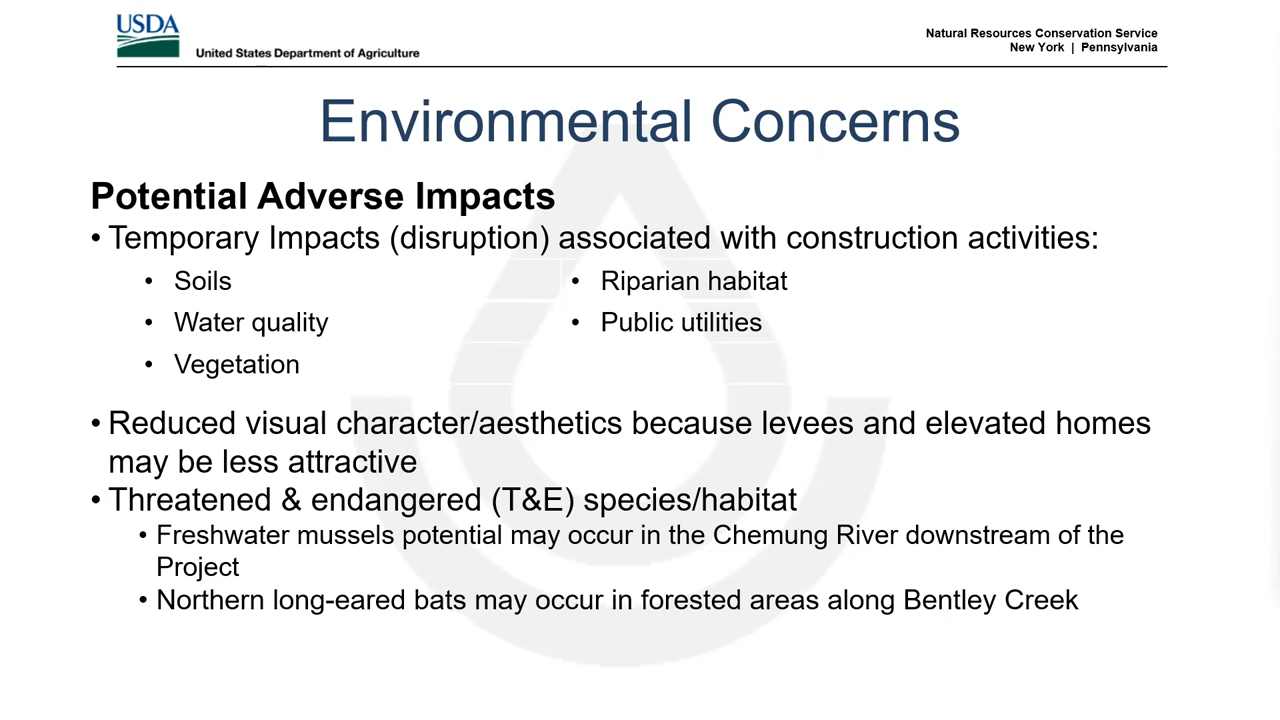 USDA
United States Department of Agriculture
Natural Resources Conservation Service
New York | Pennsylvania
Environmental Concerns
Potential Adverse Impacts
• Temporary Impacts (disruption) associated with construction activities:
• Soils
• Water quality
• Vegetation
• Riparian habitat
• Public utilities
• Reduced visual character/aesthetics because levees and elevated homes
may be less attractive
• Threatened & endangered (T&E) species/habitat
• Freshwater mussels potential may occur in the Chemung River downstream of the
Project
• Northern long-eared bats may occur in forested areas along Bentley Creek